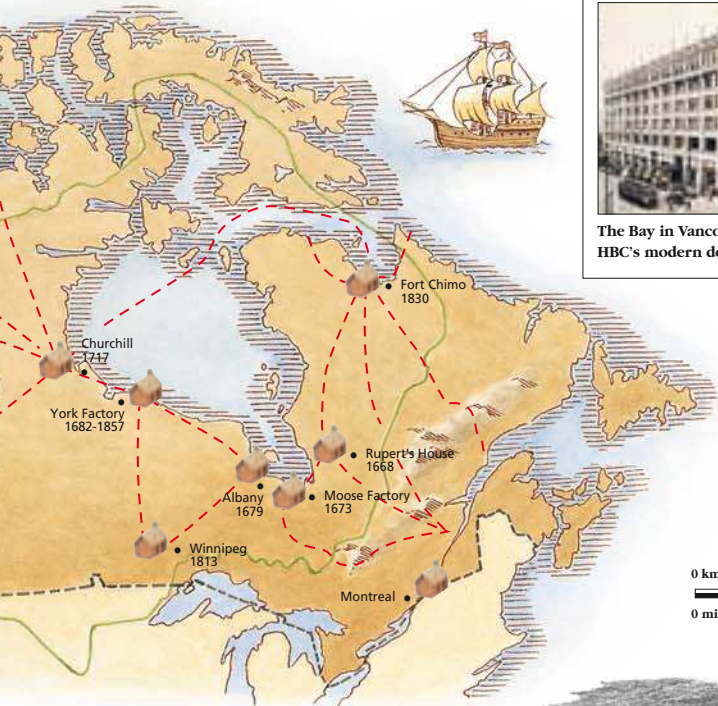 The Bay in Vanco
HBC's modern de
Fort Chimo
1830
Churchill
1717
York Factory
1682-1857
Rupert's House
1668
Albany
1679
Moose Factory
1673
Winnipeg
1813
Montreal
0 km
0 mi